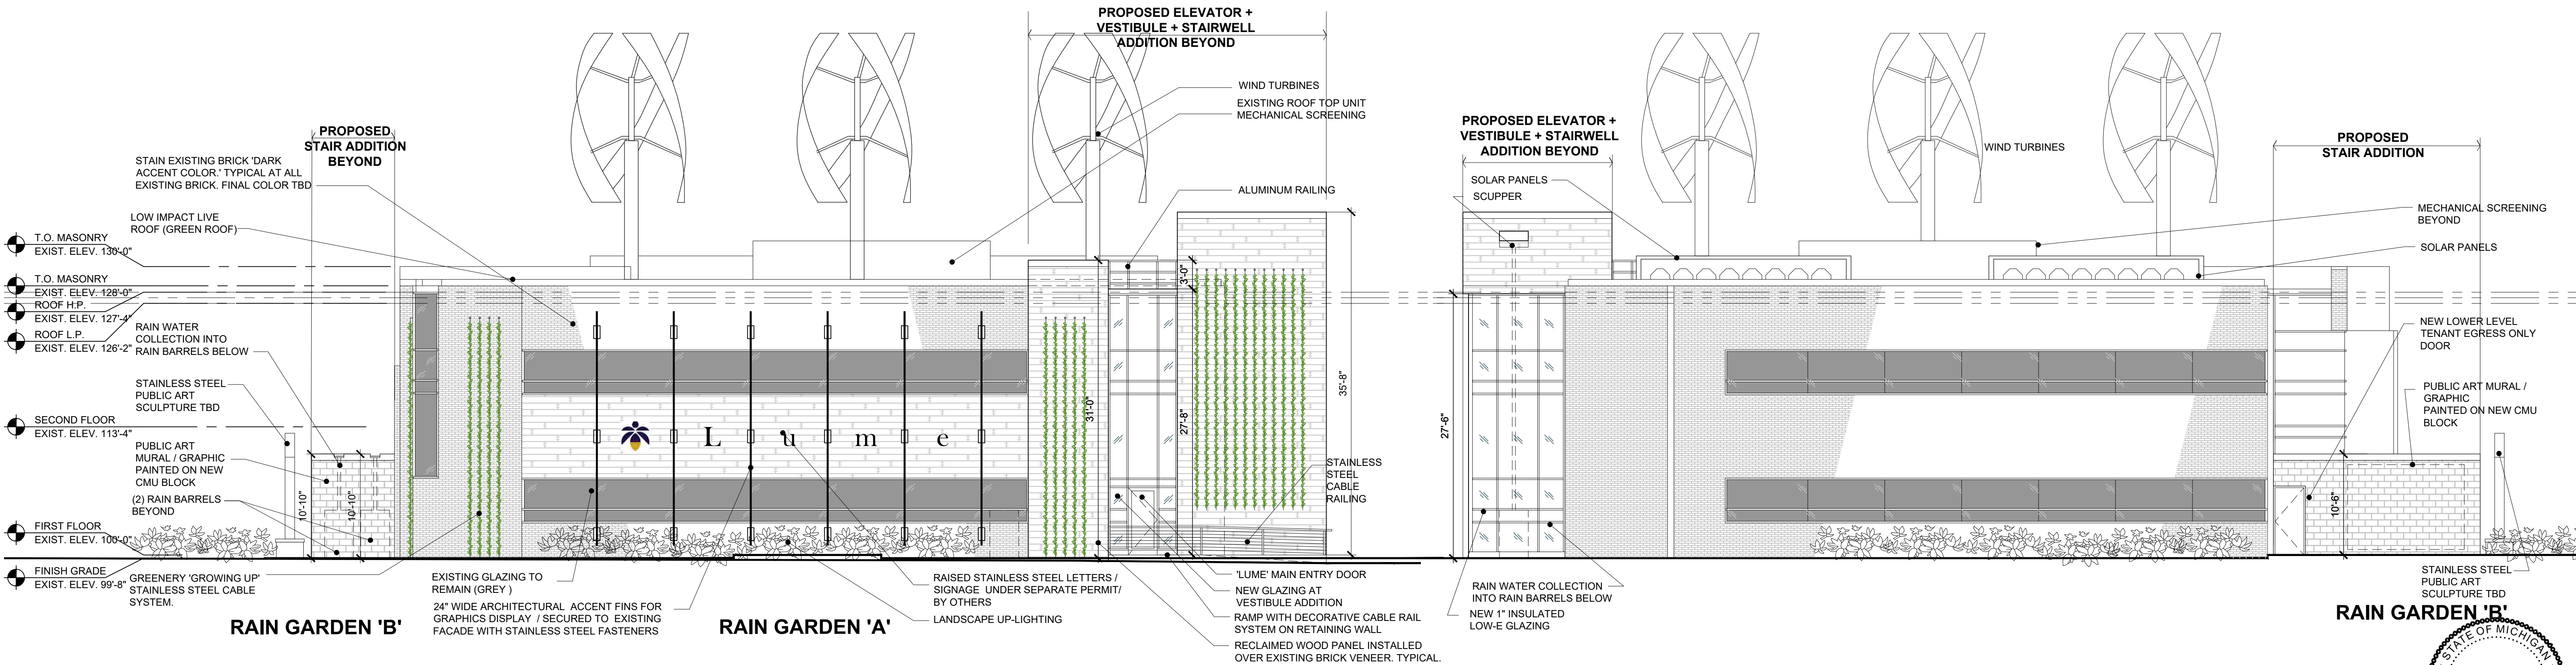 PROPOSED ELEVATOR +
VESTIBULE + STAIRWELL
ADDITION BEYOND
WIND TURBINES
EXISTING ROOF TOP UNIT
MECHANICAL SCREENING
PROPOSED
STAIR ADDITION
BEYOND
STAIN EXISTING BRICK 'DARK
ACCENT COLOR.' TYPICAL AT ALL
EXISTING BRICK. FINAL COLOR TBD
ALUMINUM RAILING
LOW IMPACT LIVE
ROOF (GREEN ROOF)
T.O. MASONRY
EXIST. ELEV. 130'-0"
T.O. MASONRY
EXIST. ELEV. 128'-0"
ROOF H.P.
EXIST. ELEV. 127'-4"
ROOF L.P.
EXIST. ELEV. 126'-2"
RAIN WATER
COLLECTION INTO
RAIN BARRELS BELOW
STAINLESS STEEL
PUBLIC ART
SCULPTURE TBD
SECOND FLOOR
EXIST. ELEV. 113'-4"
PUBLIC ART
MURAL / GRAPHIC
PAINTED ON NEW
CMU BLOCK
(2) RAIN BARRELS
BEYOND
FIRST FLOOR
EXIST. ELEV. 100'-0"
FINISH GRADE
EXIST. ELEV. 99'-8"
10'-10"
10'-10"
Lume
3'-0"
31'-0"
27'-8"
35'-8"
STAINLESS
STEEL
CABLE
RAILING
GREENERY 'GROWING UP'
STAINLESS STEEL CABLE
SYSTEM.
EXISTING GLAZING TO
REMAIN (GREY )
24" WIDE ARCHITECTURAL ACCENT FINS FOR
GRAPHICS DISPLAY / SECURED TO EXISTING
FACADE WITH STAINLESS STEEL FASTENERS
RAISED STAINLESS STEEL LETTERS /
SIGNAGE UNDER SEPARATE PERMIT/
BY OTHERS
LANDSCAPE UP-LIGHTING
'LUME' MAIN ENTRY DOOR
NEW GLAZING AT
VESTIBULE ADDITION
RAMP WITH DECORATIVE CABLE RAIL
SYSTEM ON RETAINING WALL
RECLAIMED WOOD PANEL INSTALLED
OVER EXISTING BRICK VENEER. TYPICAL.
RAIN GARDEN 'B'
RAIN GARDEN 'A'
PROPOSED ELEVATOR +
VESTIBULE + STAIRWELL
ADDITION BEYOND
SOLAR PANELS
SCUPPER
WIND TURBINES
PROPOSED
STAIR ADDITION
MECHANICAL SCREENING
BEYOND
SOLAR PANELS
NEW LOWER LEVEL
TENANT EGRESS ONLY
DOOR
PUBLIC ART MURAL /
GRAPHIC
PAINTED ON NEW CMU
BLOCK
27'-6"
10'-6"
RAIN WATER COLLECTION
INTO RAIN BARRELS BELOW
NEW 1" INSULATED
LOW-E GLAZING
STAINLESS STEEL
PUBLIC ART
SCULPTURE TBD
RAIN GARDEN 'B'
STATE OF MICHIGAN